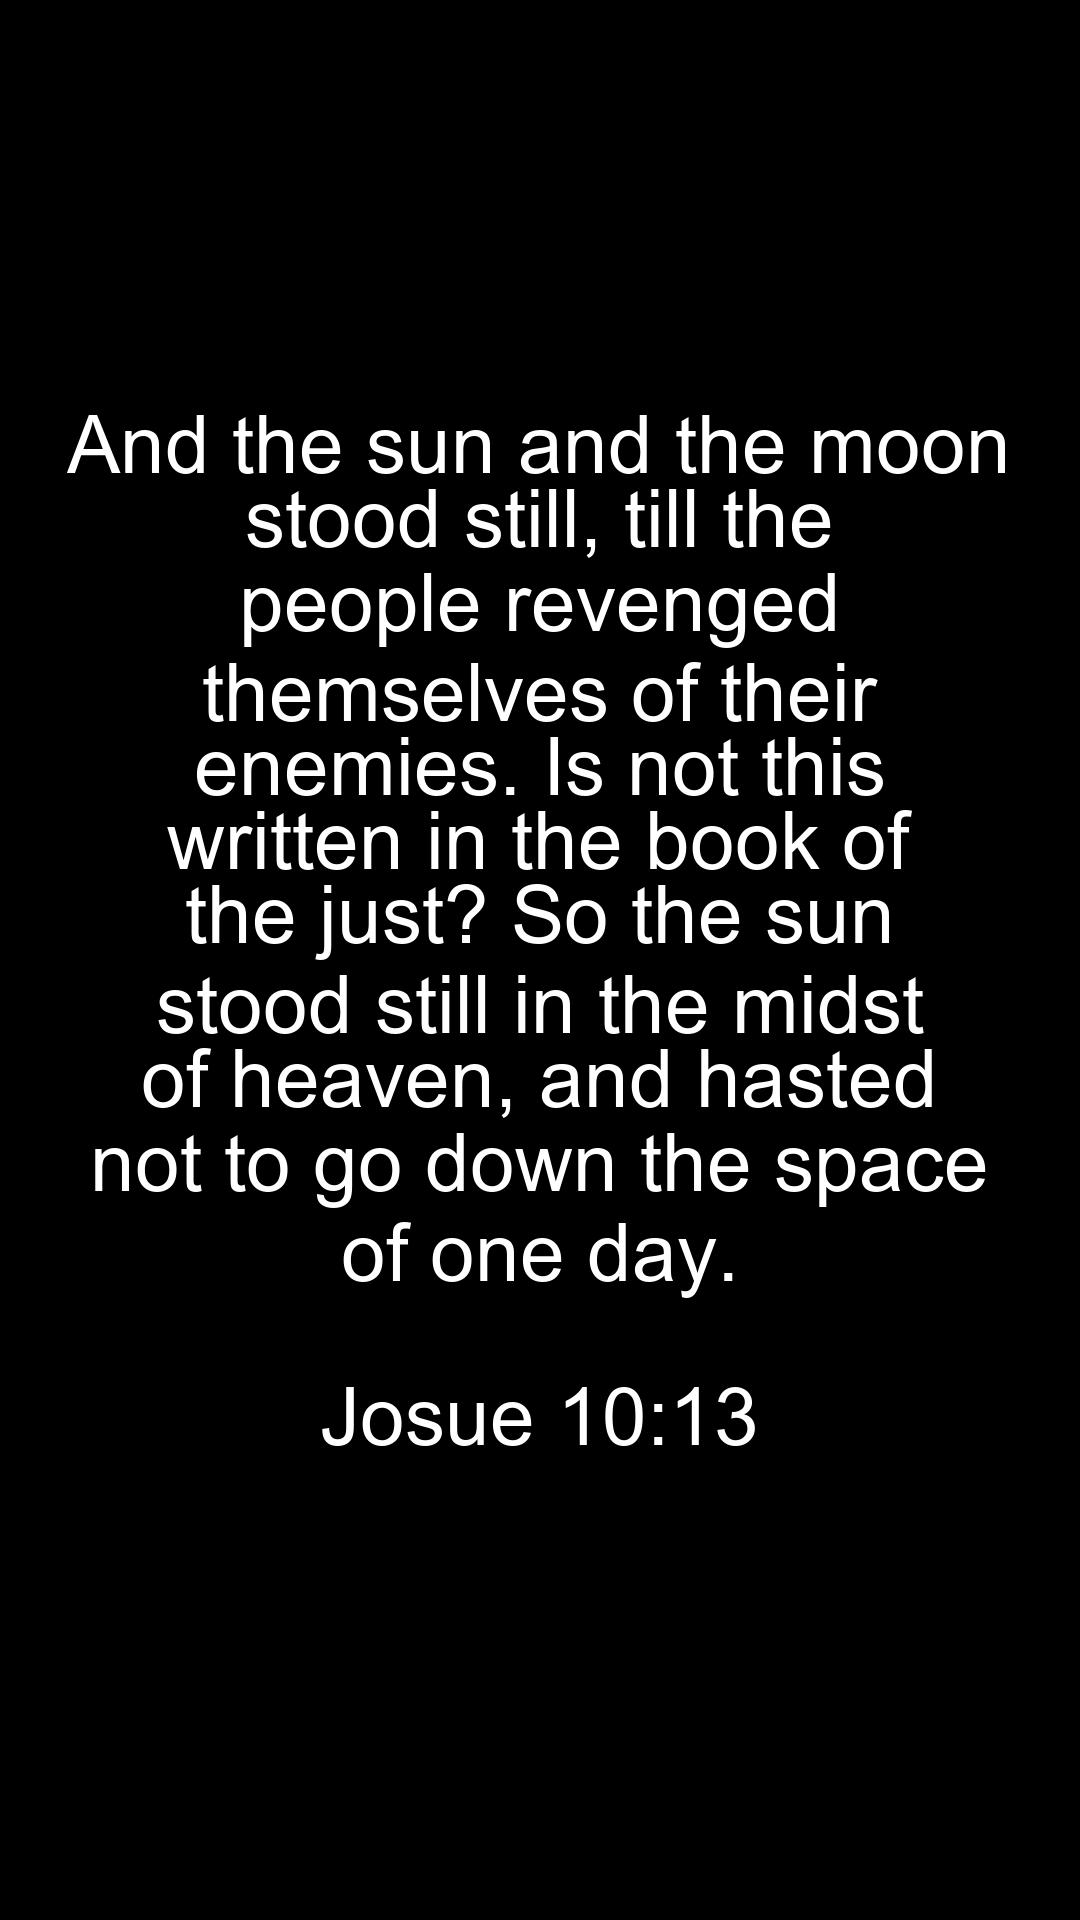 And the sun and the moon
stood still, till the
people revenged
themselves of their
enemies. Is not this
written in the book of
the just? So the sun
stood still in the midst
of heaven, and hasted
not to go down the space
of one day.
Josue 10:13